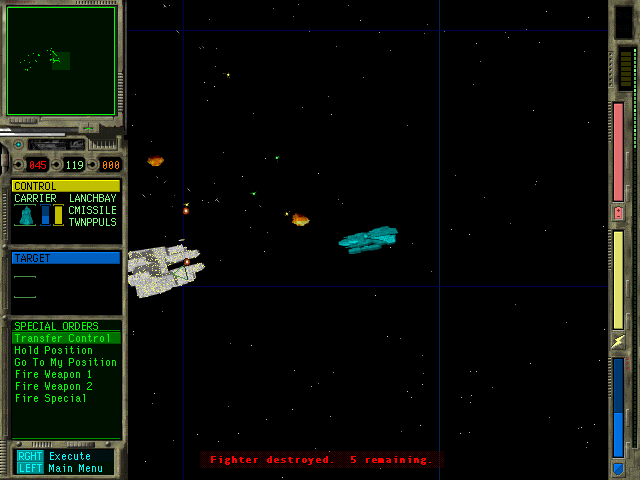 045 119 000
CONTROL
CARRIER LANCHBAY
CMISSILE
TWNPPULS
TARGET
SPECIAL ORDERS
Transfer Control
Hold Position
Go To My Position
Fire Weapon 1
Fire Weapon 2
Fire Special
RGHT Execute
LEFT Main Menu
Fighter destroyed. 5 remaining.